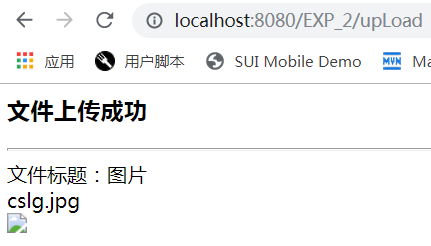 localhost:8080/EXP_2/upLoad
应用 用户脚本 SUI Mobile Demo MVN Ma
文件上传成功
文件标题：图片
cslg.jpg